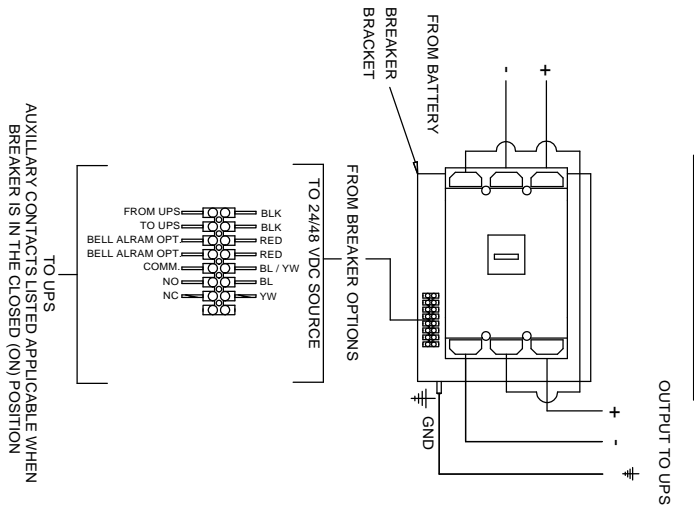 OUTPUT TO UPS
+
-
+
-
FROM BATTERY
BREAKER
BRACKET
GND
FROM BREAKER OPTIONS
TO 24/48 VDC SOURCE
FROM UPS BLK
TO UPS BLK
BELL ALRAM OPT. RED
BELL ALRAM OPT. RED
COMM. BL / YW
NO BL
NC YW
TO UPS
AUXILLARY CONTACTS LISTED APPLICABLE WHEN
BREAKER IS IN THE CLOSED (ON) POSITION